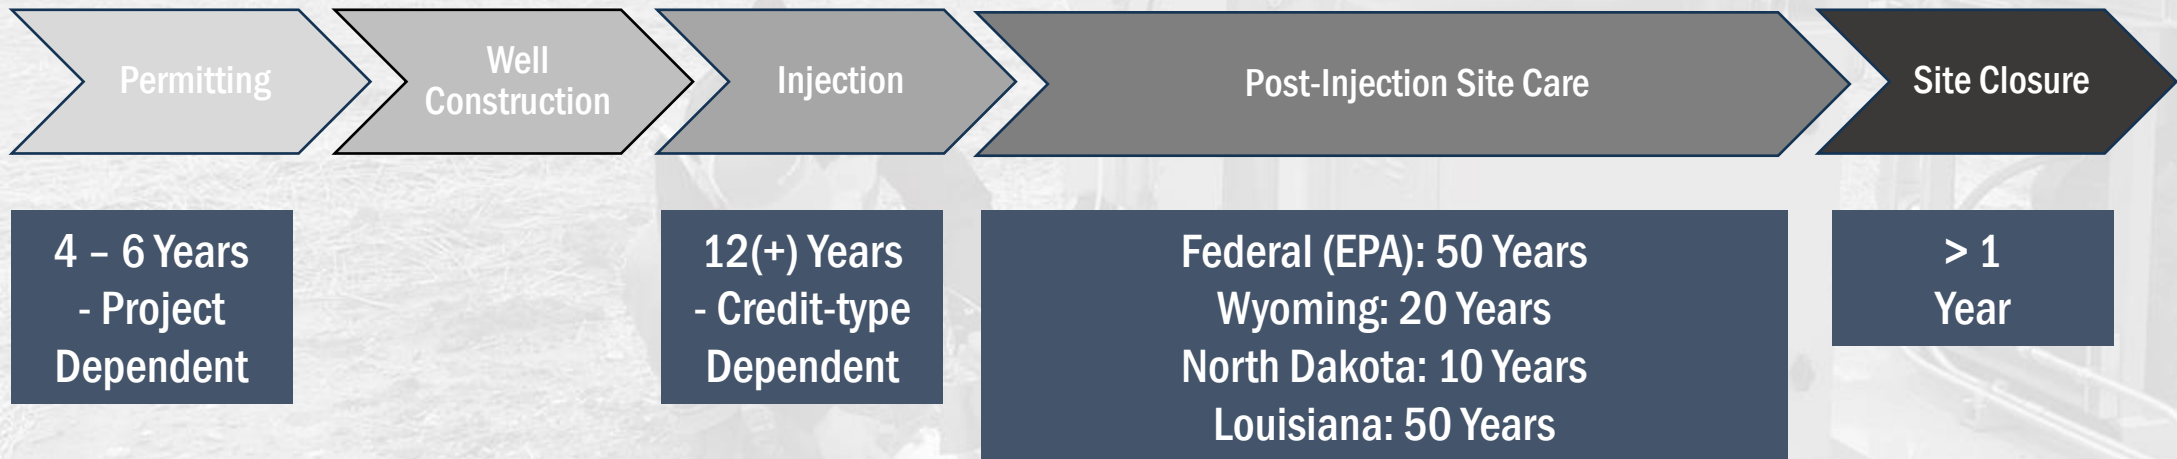 Permitting
Well
Construction
Injection
Post-Injection Site Care
Site Closure
4 – 6 Years
- Project
Dependent
12(+) Years
- Credit-type
Dependent
Federal (EPA): 50 Years
Wyoming: 20 Years
North Dakota: 10 Years
Louisiana: 50 Years
> 1
Year